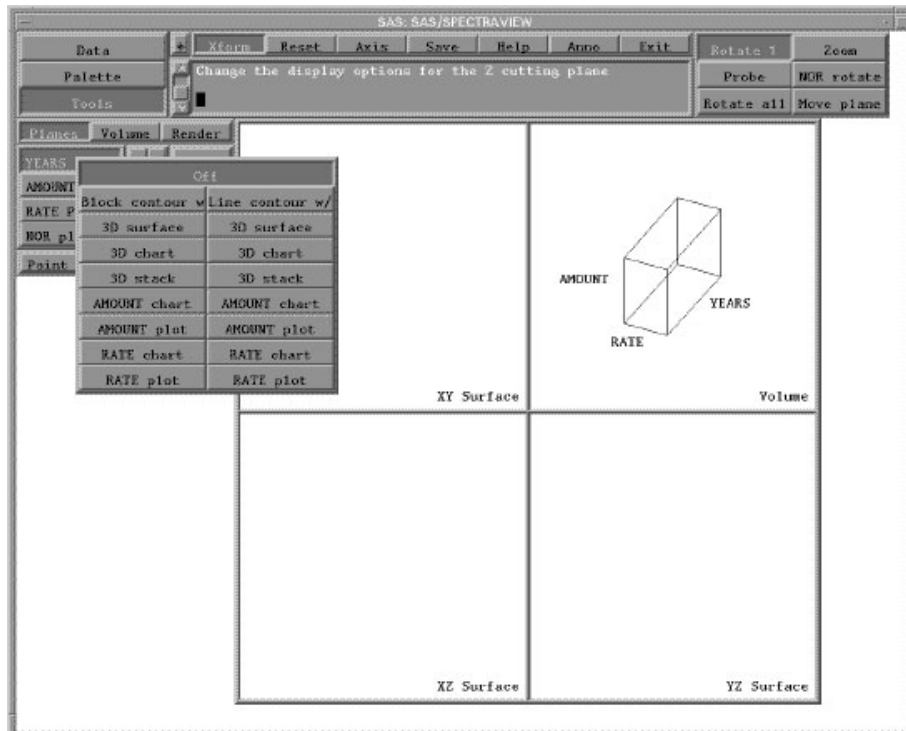 SAS: SAS/SPECTRAVIEW
Data
Palette
Tools
Xform Reset Axis Save Help Anno Exit
Change the display options for the Z cutting plane
Rotate 1 Zoom
Probe NOR rotate
Rotate all Move plane
Planes Volume Render
YEARS
AMOUNT
RATE P
NOR pl
Point
Off
Block contour w Line contour w/
3D surface 3D surface
3D chart 3D chart
3D stack 3D stack
AMOUNT chart AMOUNT chart
AMOUNT plot AMOUNT plot
RATE chart RATE chart
RATE plot RATE plot
AMOUNT
YEARS
RATE
XY Surface
Volume
XZ Surface
YZ Surface